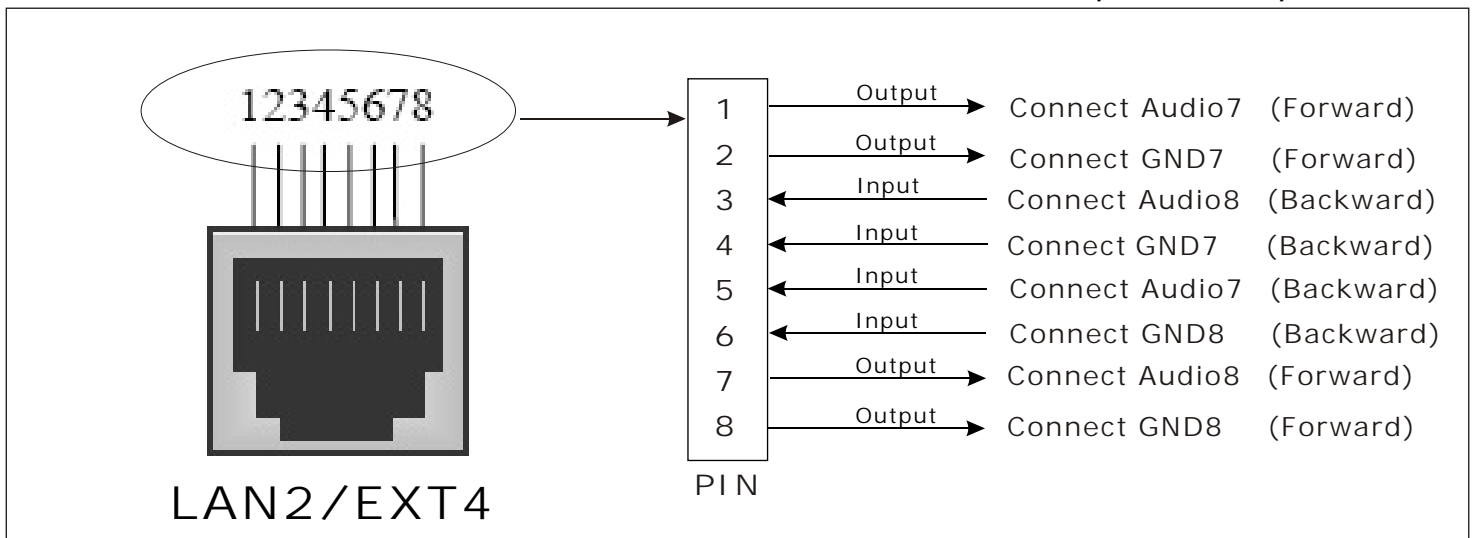 12345678
1 Output Connect Audio7 (Forward)
2 Output Connect GND7 (Forward)
3 Input Connect Audio8 (Backward)
4 Input Connect GND7 (Backward)
5 Input Connect Audio7 (Backward)
6 Input Connect GND8 (Backward)
7 Output Connect Audio8 (Forward)
8 Output Connect GND8 (Forward)
PIN
LAN2/EXT4